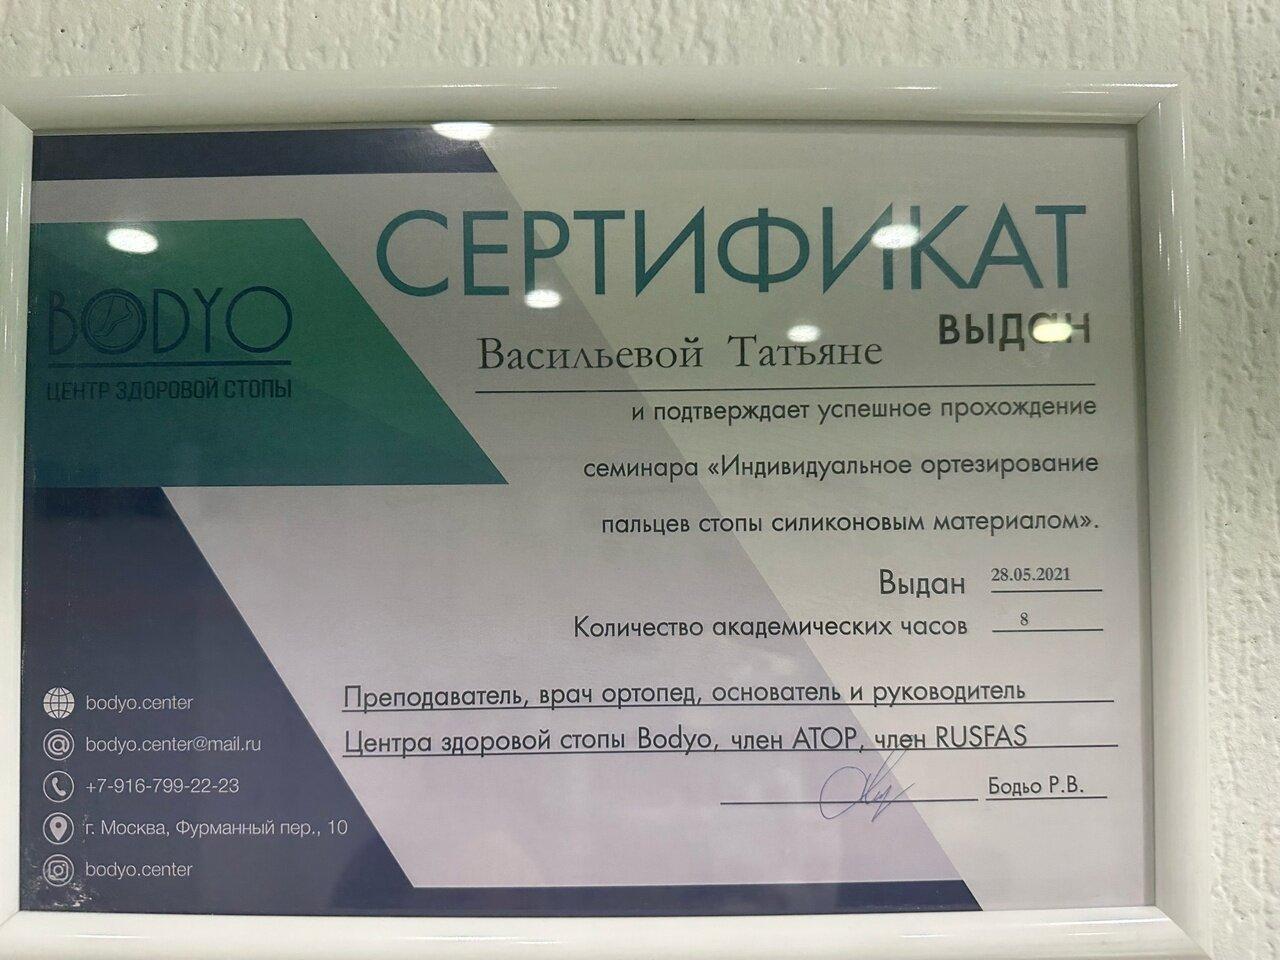 СЕРТИФИКАТ
выдан
BODYO
ЦЕНТР ЗДОРОВОЙ СТОПЫ
Васильевой Татьяне
и подтверждает успешное прохождение
семинара «Индивидуальное ортезирование
пальцев стопы силиконовым материалом».
Выдан 28.05.2021
Количество академических часов 8
Преподаватель, врач ортопед, основатель и руководитель
Центра здоровой стопы Bodyo, член АТОР, член RUSFAS
Бодьо Р.В.
bodyo.center
bodyo.center@mail.ru
+7-916-799-22-23
г. Москва, Фурманный пер., 10
bodyo.center